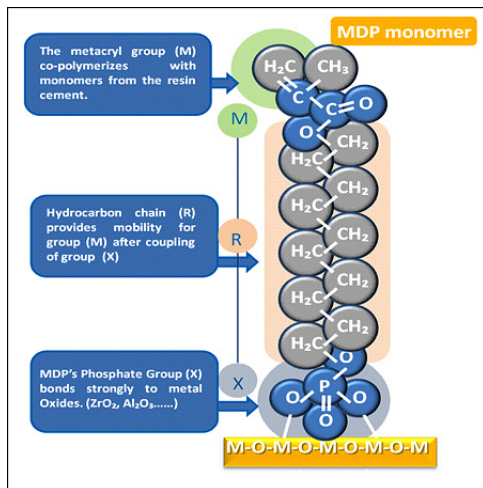 MDP monomer
The metacryl group (M)
co-polymerizes with
monomers from the resin
cement.
M
Hydrocarbon chain (R)
provides mobility for
group (M) after coupling
of group (X)
R
MDP's Phosphate Group (X)
bonds strongly to metal
Oxides. (ZrO₂, Al₂O₃......)
X
H₂C CH₃
C C=O
O CH₂
H₂C
CH₂
H₂C
CH₂
H₂C
CH₂
H₂C
CH₂
H₂C
O
P
O O
O
M-O-M-O-M-O-M-O-M